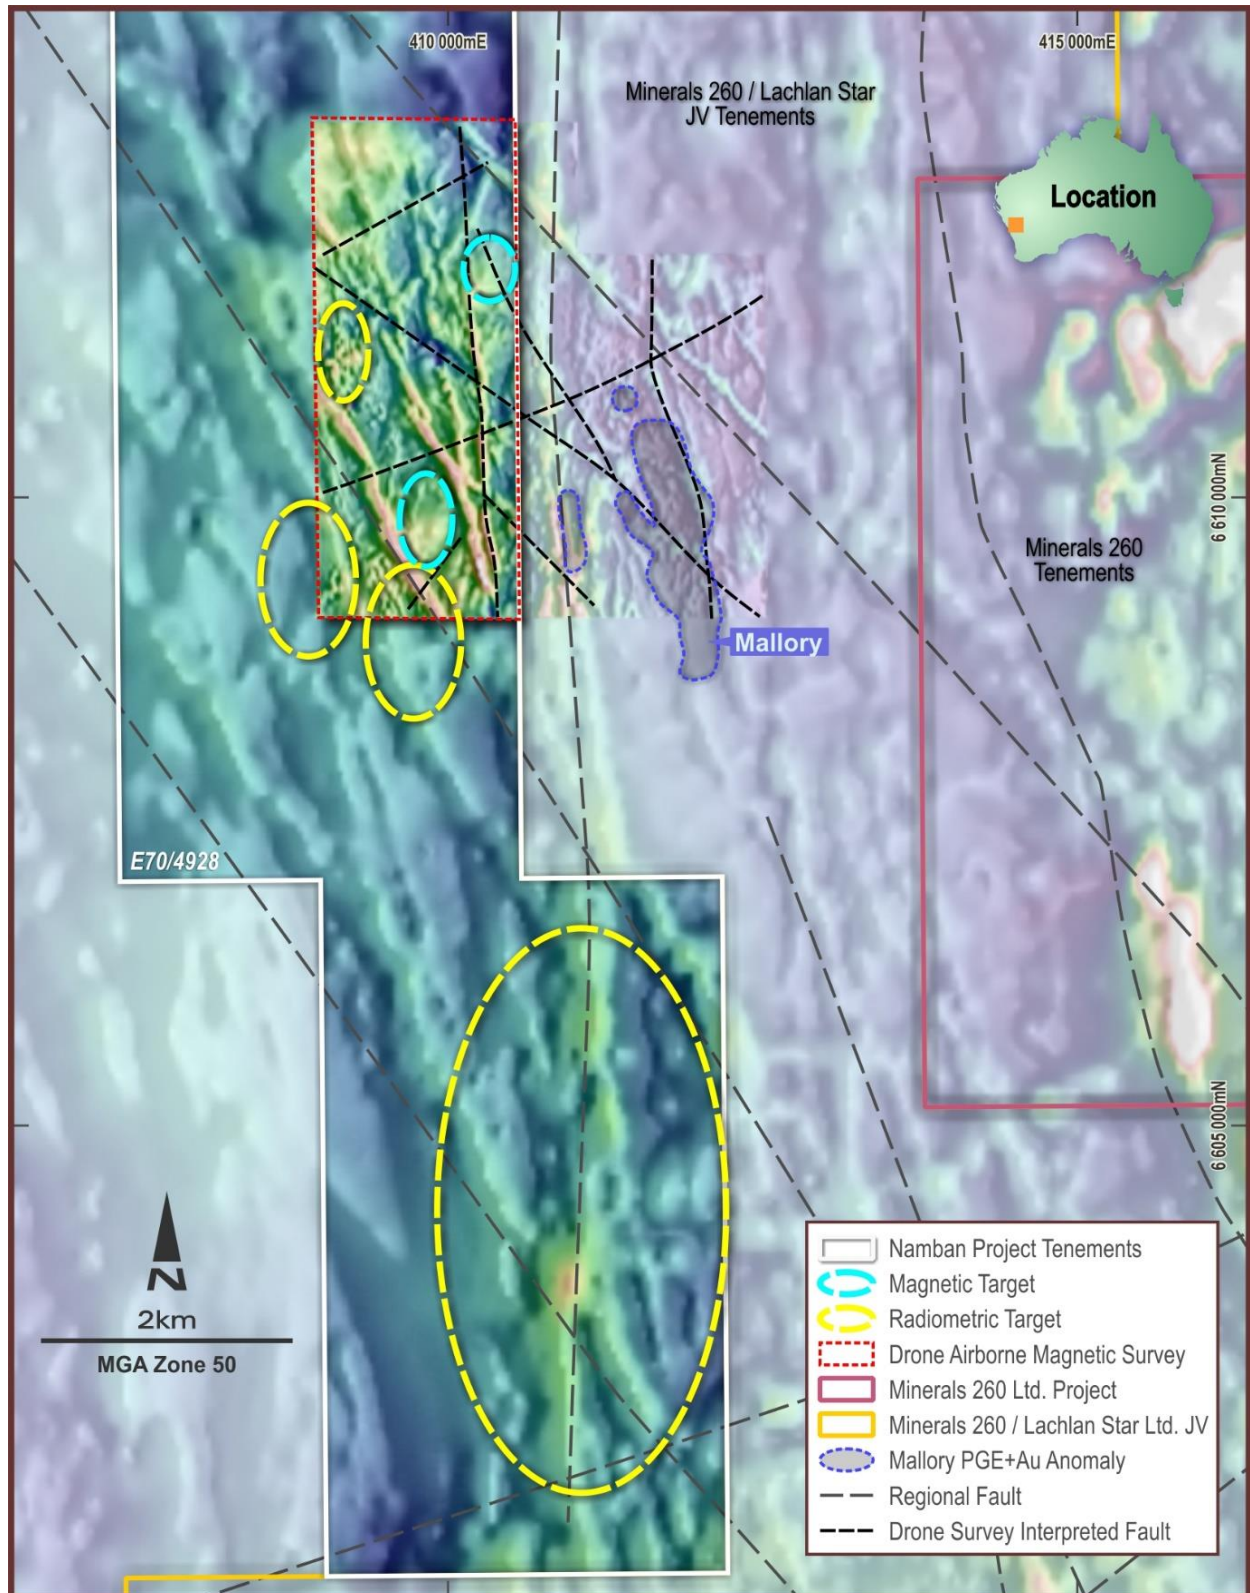 410 000mE
415 000mE
Minerals 260 / Lachlan Star
JV Tenements
Location
6 610 000mN
Minerals 260
Tenements
Mallory
E70/4928
6 605 000mN
N
2km
MGA Zone 50
Namban Project Tenements
Magnetic Target
Radiometric Target
Drone Airborne Magnetic Survey
Minerals 260 Ltd. Project
Minerals 260 / Lachlan Star Ltd. JV
Mallory PGE+Au Anomaly
Regional Fault
Drone Survey Interpreted Fault